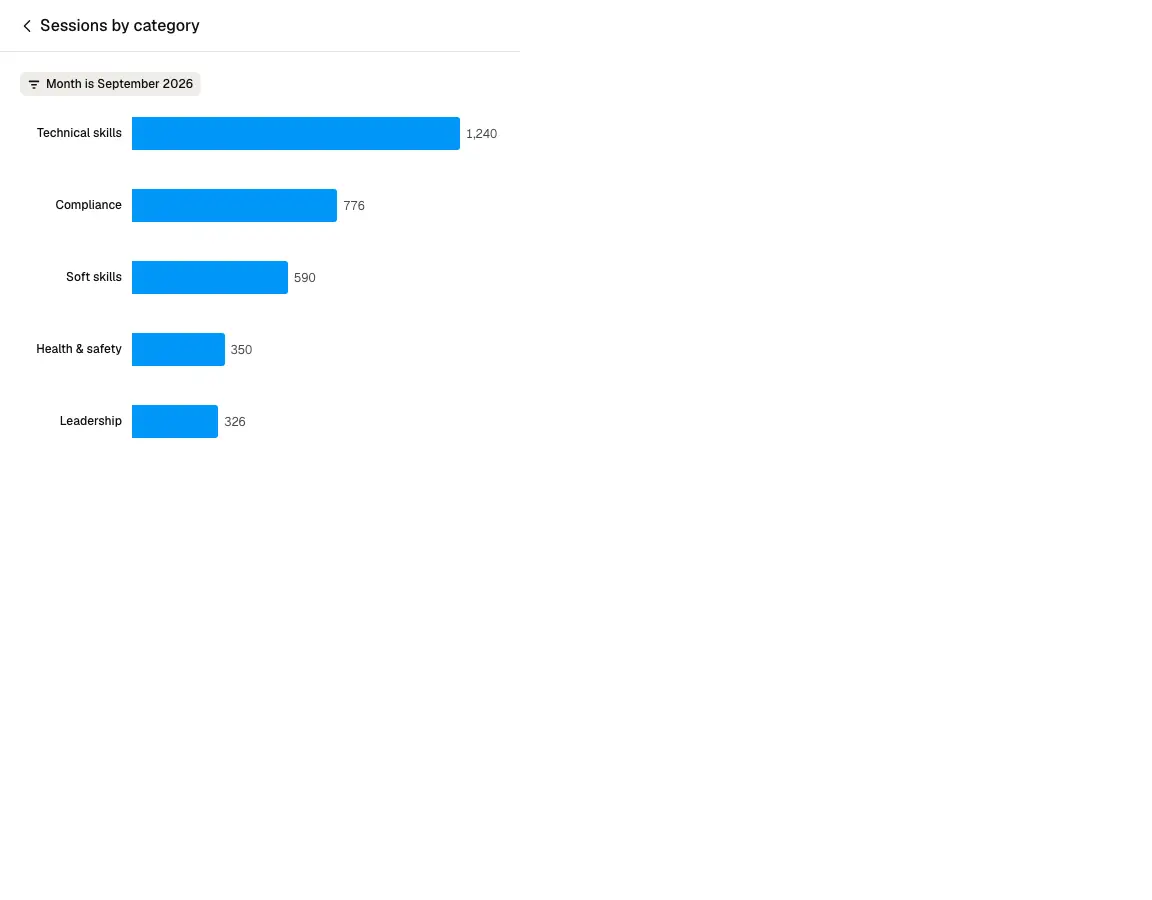 Sessions by category
Month is September 2026
Technical skills 1,240
Compliance 776
Soft skills 590
Health & safety 350
Leadership 326